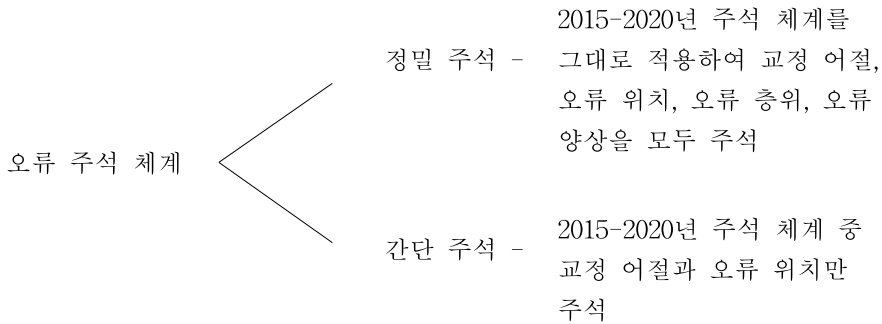 오류 주석 체계
정밀 주석 -
2015-2020년 주석 체계를
그대로 적용하여 교정 어절,
오류 위치, 오류 층위, 오류
양상을 모두 주석
간단 주석 -
2015-2020년 주석 체계 중
교정 어절과 오류 위치만
주석